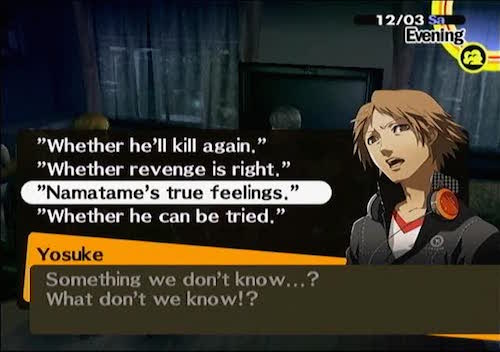 12/03 Sa
Evening
"Whether he'll kill again."
"Whether revenge is right."
"Namatame's true feelings."
"Whether he can be tried."
Yosuke
Something we don't know...?
What don't we know!?